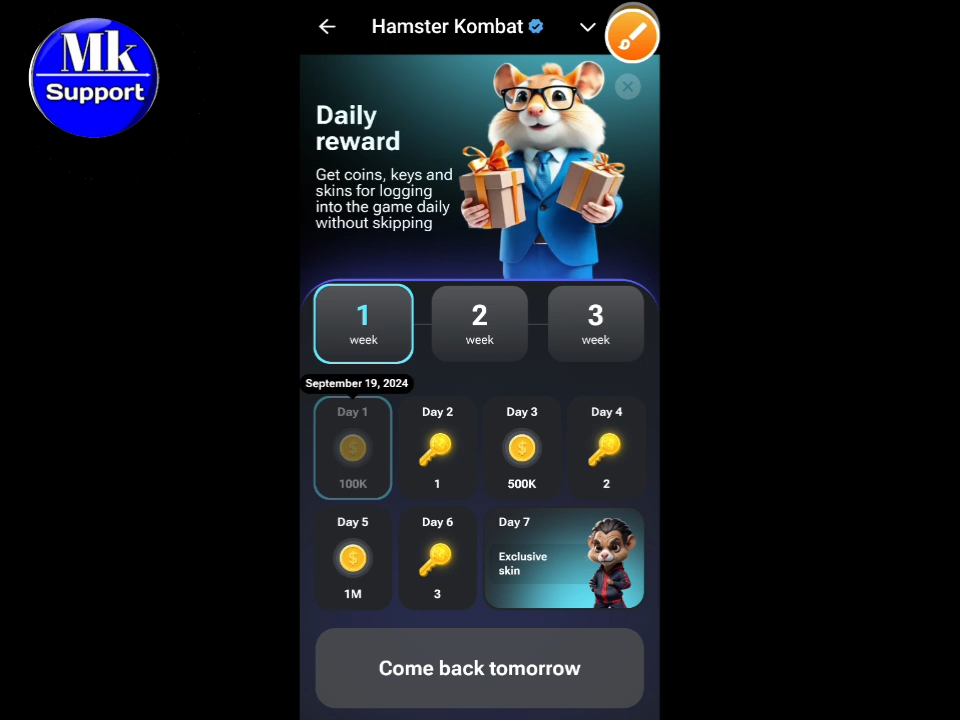 Mk
Support
Hamster Kombat
Daily
reward
Get coins, keys and
skins for logging
into the game daily
without skipping
1
week
2
week
3
week
September 19, 2024
Day 1
100K
Day 2
1
Day 3
500K
Day 4
2
Day 5
1M
Day 6
3
Day 7
Exclusive
skin
Come back tomorrow